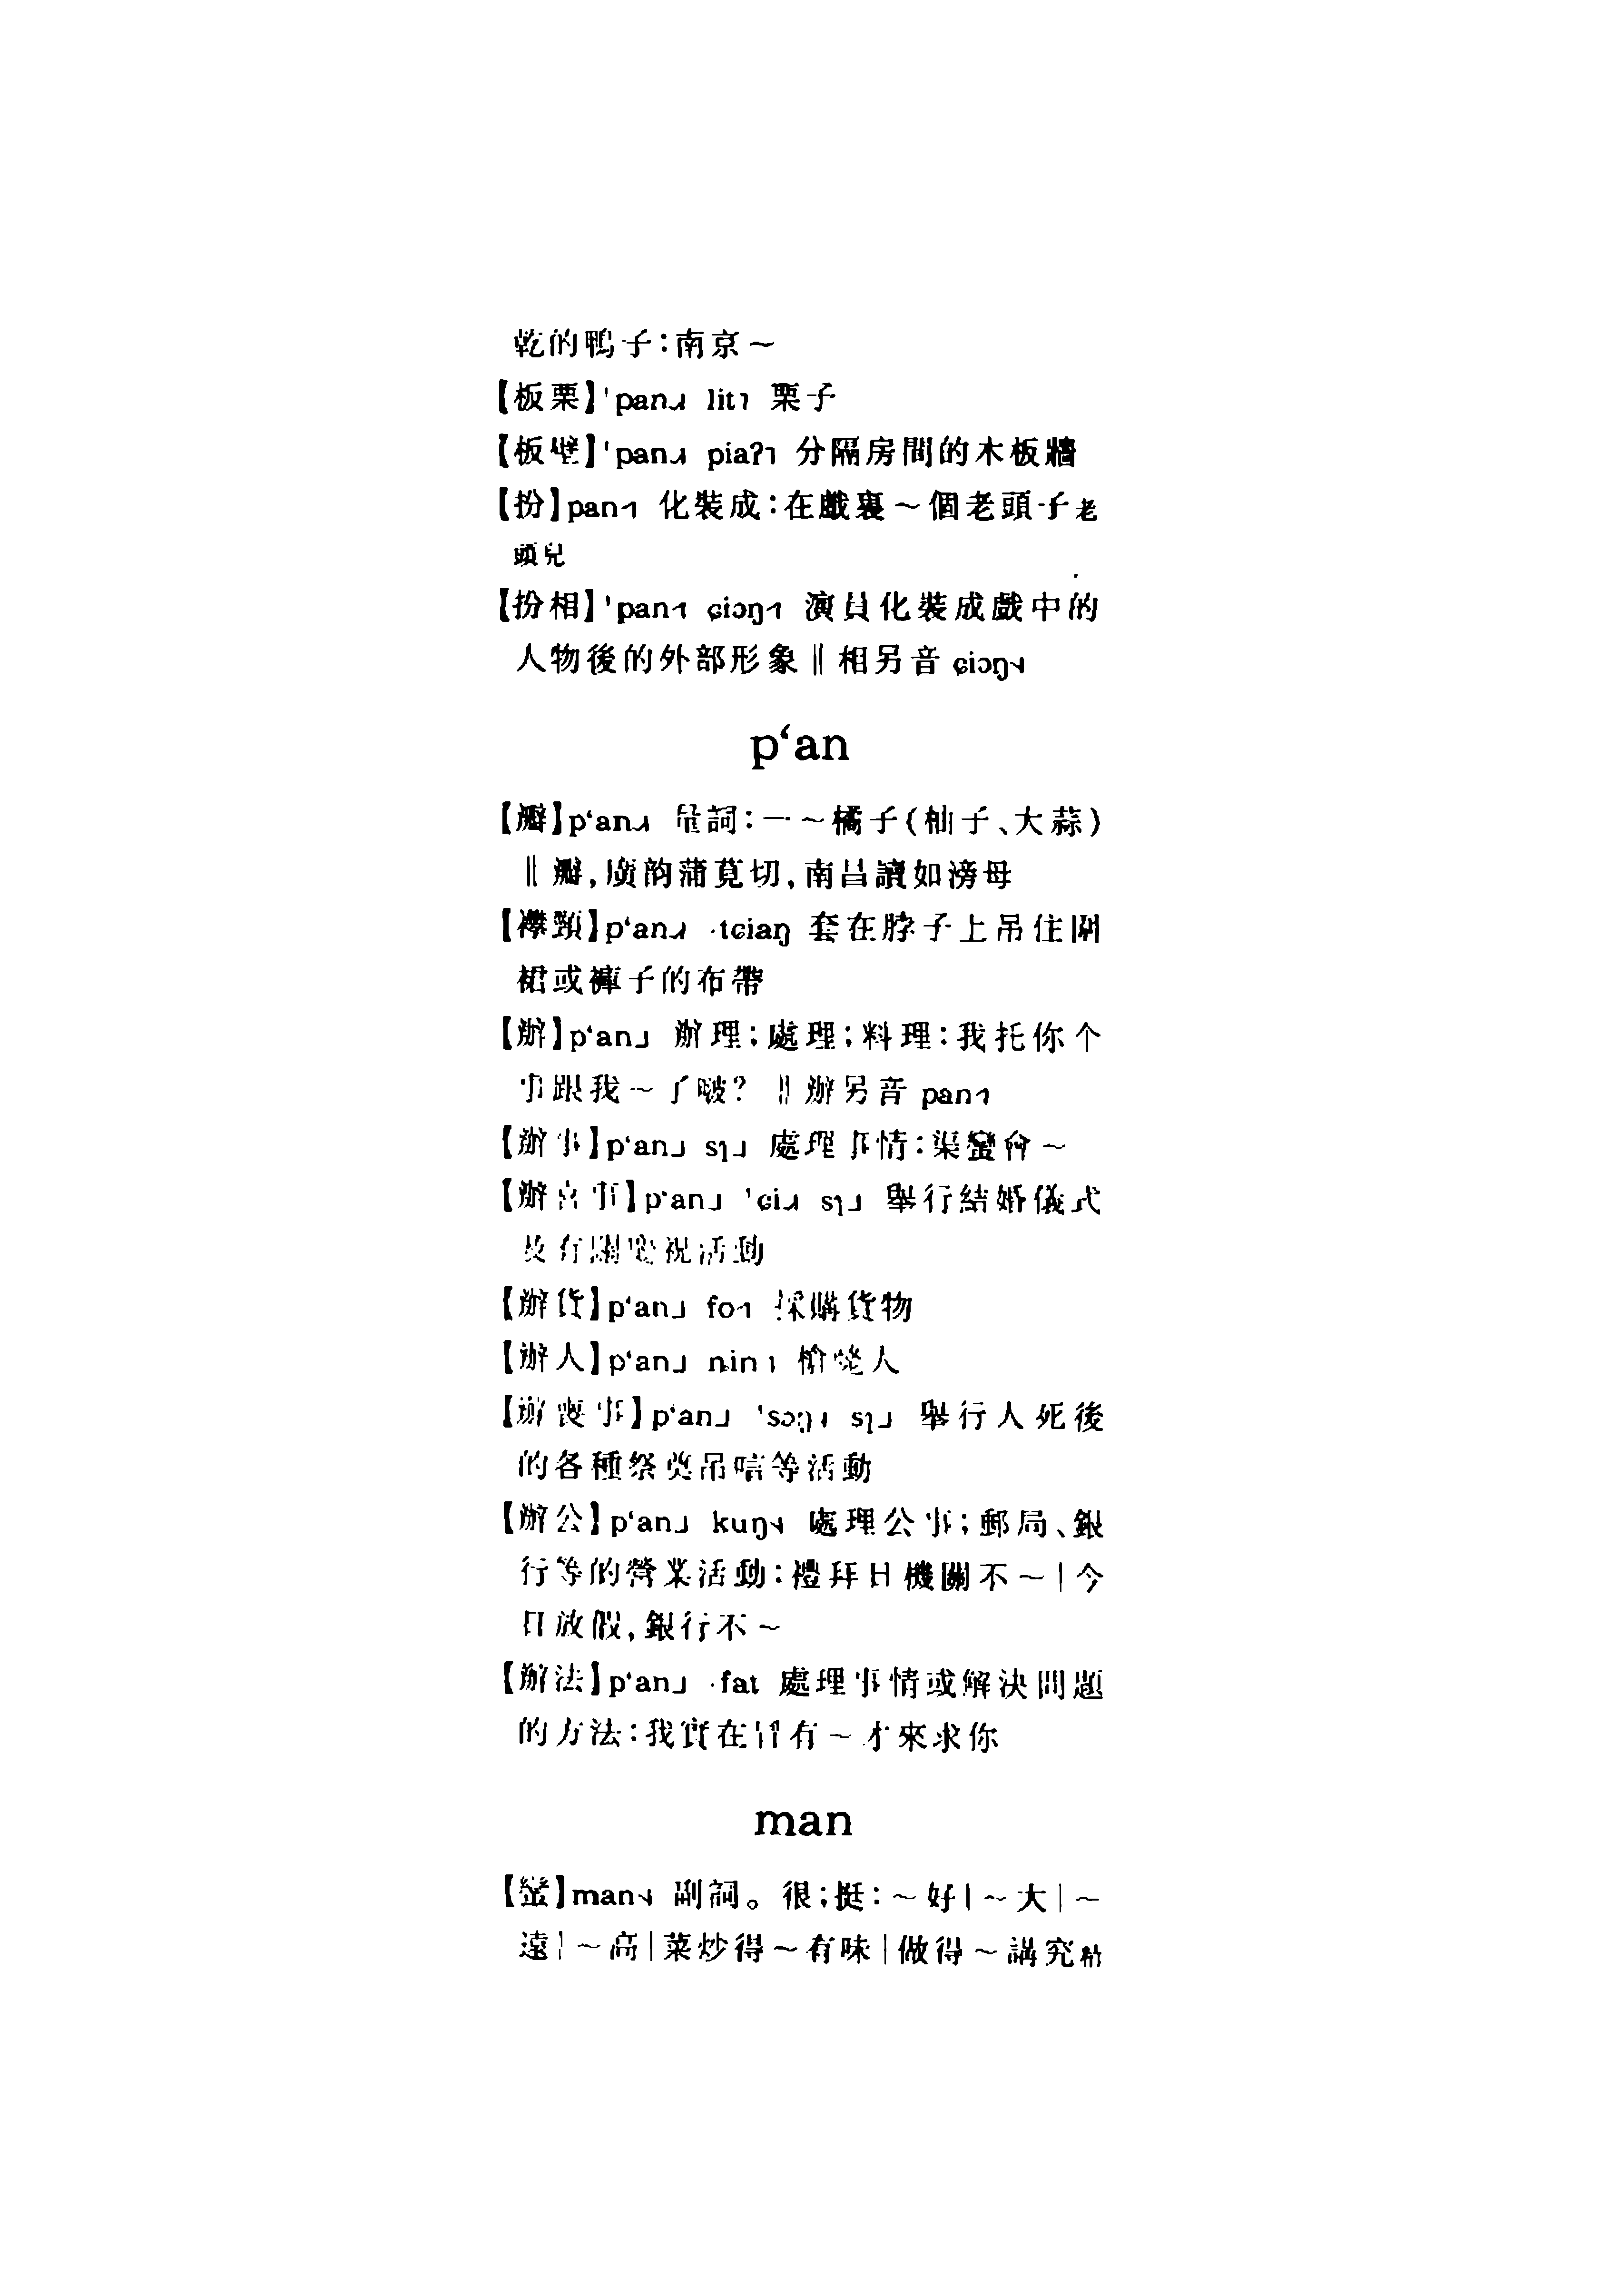 乾的鴨子：南京～
【板栗】ˈpan˩˧ lit˥ 栗子
【板壁】ˈpan˩˧ piaʔ˥ 分隔房間的木板牆
【扮】pan˧˥ 化裝成：在戲裏～個老頭子老
頭兒
【扮相】ˈpan˧˥ ɕiɔŋ˧˥ 演員化裝成戲中的
人物後的外部形象‖相另音 ɕiɔŋ˦˨
p‘an
【瓣】p‘an˩˧ 量詞：一～橘子（柚子、大蒜）
‖瓣，廣韵蒲莧切，南昌讀如滂母
【襻頸】p‘an˩˧ ·tɕiaŋ 套在脖子上吊住圍
裙或褲子的布帶
【辦】p‘an˩ 辦理；處理；料理：我托你个
事跟我～了啵？‖辦另音 pan˧˥
【辦事】p‘an˩ sɿ˩ 處理事情：渠蠻會～
【辦喜事】p‘an˩ ˈɕi˩˧ sɿ˩ 舉行結婚儀式
及有關慶祝活動
【辦貨】p‘an˩ fo˧˥ 採購貨物
【辦人】p‘an˩ nin 人
【辦喪事】p‘an˩ ˈsɔŋ sɿ˩ 舉行人死後
的各種祭奠吊唁等活動
【辦公】p‘an˩ kuŋ˦˨ 處理公事；郵局、銀
行等的營業活動：禮拜日機關不～｜今
日放假，銀行不～
【辦法】p‘an˩ ·fat 處理事情或解決問題
的方法：我實在冒有～才來求你
man
【蠻】man˦˨ 副詞。很；挺：～好｜～大｜～
遠｜～高｜菜炒得～有味｜做得～講究精